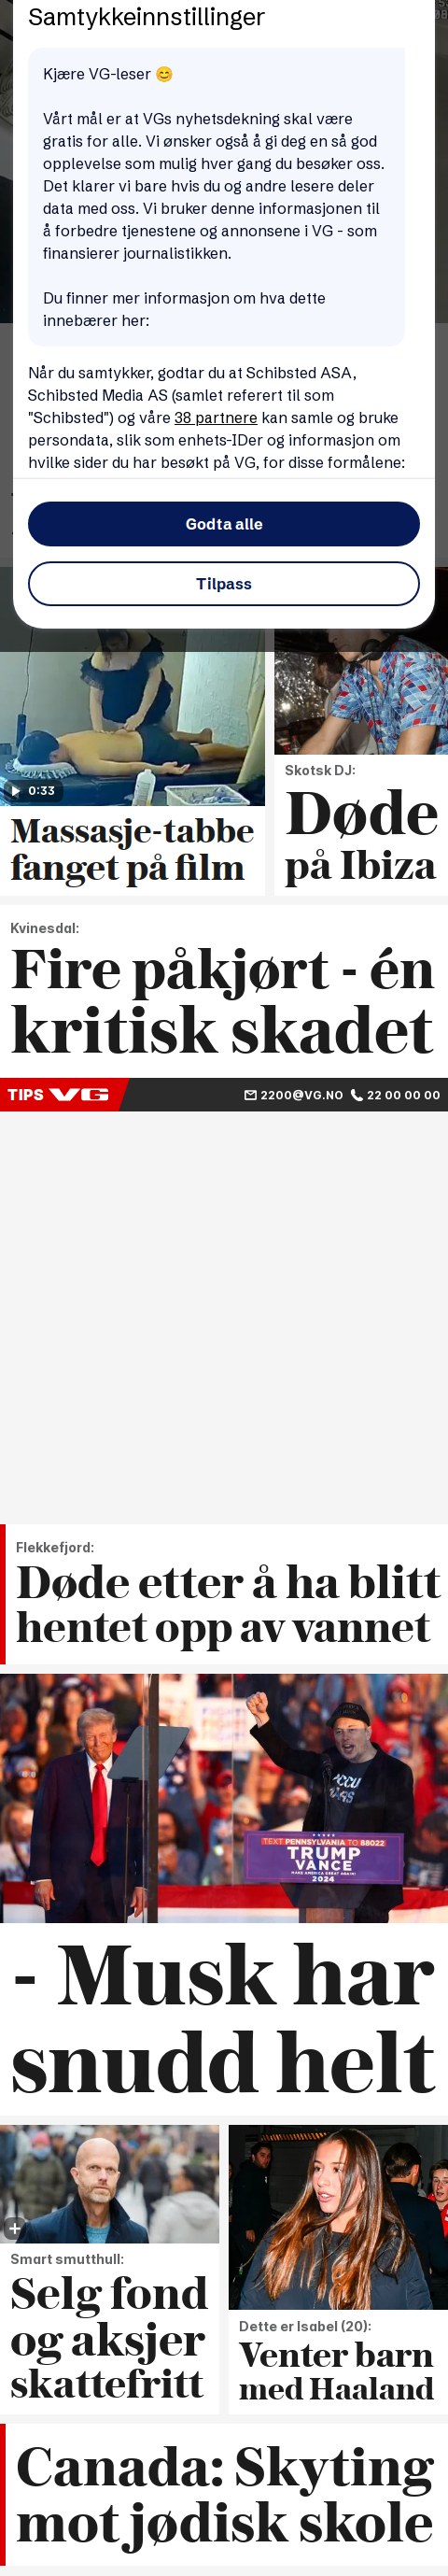 Samtykkeinnstillinger
Kjære VG-leser 😊
Vårt mål er at VGs nyhetsdekning skal være
gratis for alle. Vi ønsker også å gi deg en så god
opplevelse som mulig hver gang du besøker oss.
Det klarer vi bare hvis du og andre lesere deler
data med oss. Vi bruker denne informasjonen til
å forbedre tjenestene og annonsene i VG - som
finansierer journalistikken.
Du finner mer informasjon om hva dette
innebærer her:
Når du samtykker, godtar du at Schibsted ASA,
Schibsted Media AS (samlet referert til som
"Schibsted") og våre 38 partnere kan samle og bruke
persondata, slik som enhets-IDer og informasjon om
hvilke sider du har besøkt på VG, for disse formålene:
Godta alle
Tilpass
0:33
Massasje-tabbe
fanget på film
Skotsk DJ:
Døde
på Ibiza
Kvinesdal:
Fire påkjørt - én
kritisk skadet
TIPS VG 2200@VG.NO 22 00 00 00
Flekkefjord:
Døde etter å ha blitt
hentet opp av vannet
TEXT PENNSYLVANIA TO 88022
TRUMP
VANCE
MAKE AMERICA GREAT AGAIN!
2024
- Musk har
snudd helt
Smart smutthull:
Selg fond
og aksjer
skattefritt
Dette er Isabel (20):
Venter barn
med Haaland
Canada: Skyting
mot jødisk skole